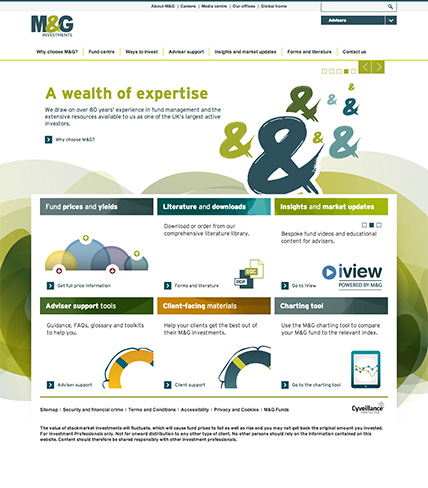 About M&G | Careers | Media centre | Our offices | Global home
M&G
INVESTMENTS
Advisers
Why choose M&G? Fund centre Ways to invest Adviser support Insights and market updates Forms and literature Contact us
A wealth of expertise
We draw on over 80 years' experience in fund management and the
extensive resources available to us as one of the UK's largest active
investors.
Why choose M&G?
& & & & & &
Fund prices and yields
Get full price information
Literature and downloads
Download or order from our
comprehensive literature library.
DOC
PDF
Forms and literature
Insights and market updates
Bespoke fund videos and educational
content for advisers.
iview
POWERED BY M&G
Go to iView
Adviser support tools
Guidance, FAQs, glossary and toolkits
to help you.
Adviser support
Client-facing materials
Help your clients get the best out of
their M&G investments.
Client support
Charting tool
Use the M&G charting tool to compare
your M&G fund to the relevant index.
Go to the charting tool
Sitemap | Security and financial crime | Terms and Conditions | Accessibility | Privacy and Cookies | M&G Funds
Cyveillance
PROTECTED
The value of stockmarket investments will fluctuate, which will cause fund prices to fall as well as rise and you may not get back the original amount you invested.
For Investment Professionals only. Not for onward distribution to any other type of client. No other persons should rely on the information contained on this
website. Content should therefore be shared responsibly with other investment professionals.